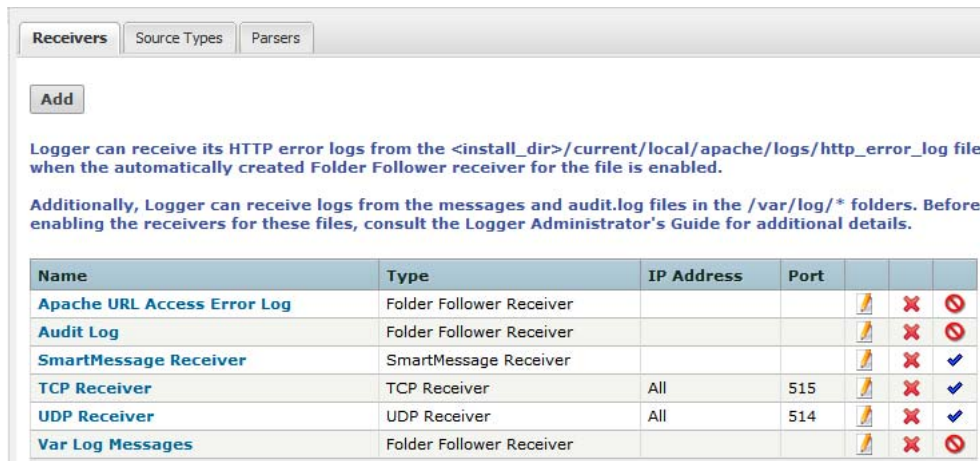 Receivers Source Types Parsers
Add
Logger can receive its HTTP error logs from the <install_dir>/current/local/apache/logs/http_error_log file
when the automatically created Folder Follower receiver for the file is enabled.
Additionally, Logger can receive logs from the messages and audit.log files in the /var/log/* folders. Before
enabling the receivers for these files, consult the Logger Administrator's Guide for additional details.
Name Type IP Address Port
Apache URL Access Error Log Folder Follower Receiver
Audit Log Folder Follower Receiver
SmartMessage Receiver SmartMessage Receiver
TCP Receiver TCP Receiver All 515
UDP Receiver UDP Receiver All 514
Var Log Messages Folder Follower Receiver